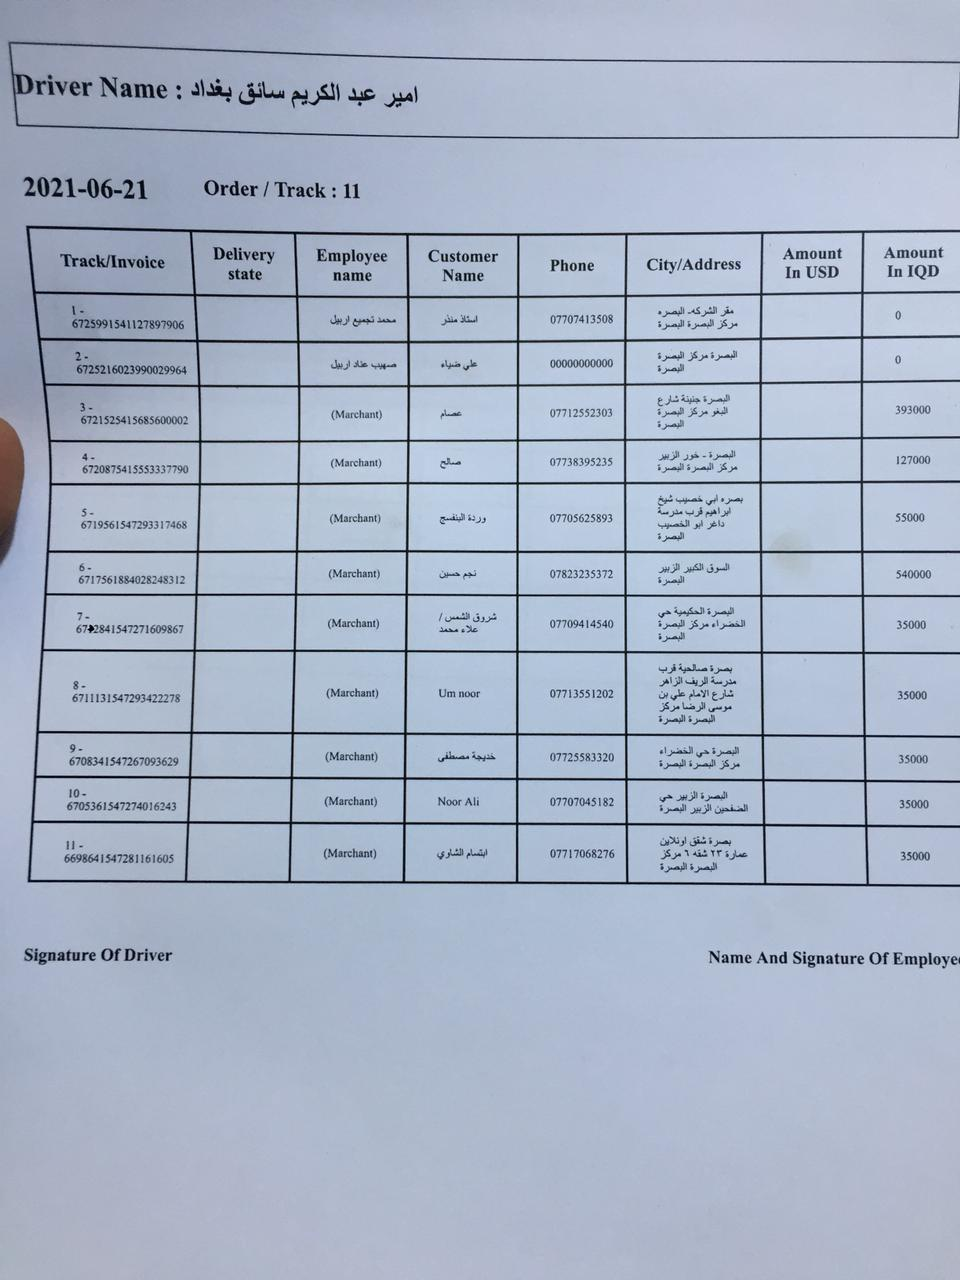 Driver Name : امير عبد الكريم سائق بغداد
2021-06-21 Order / Track : 11
Track/Invoice Delivery state Employee name Customer Name Phone City/Address Amount In USD Amount In IQD
1 -
6725991541127897906 محمد تجميع اربيل استاذ منذر 07707413508 مقر الشركه- البصره
مركز البصرة البصرة 0
2 -
6725216023990029964 صهيب عناد اربيل علي ضياء 00000000000 البصرة مركز البصرة
البصرة 0
3 -
6721525415685600002 (Marchant) عصام 07712552303 البصرة جنينة شارع
البغو مركز البصرة
البصرة 393000
4 -
6720875415553337790 (Marchant) صالح 07738395235 البصرة - خور الزبير
مركز البصرة البصرة 127000
5 -
6719561547293317468 (Marchant) وردة البنفسج 07705625893 بصره ابي خصيب شيخ
ابراهيم قرب مدرسة
داغر ابو الخصيب
البصرة 55000
6 -
6717561884028248312 (Marchant) نجم حسين 07823235372 السوق الكبير الزبير
البصرة 540000
7 -
(Marchant) شروق الشمس /
علاء محمد 07709414540 البصرة الحكيمية حي
الخضراء مركز البصرة
البصرة 35000
8 -
6711131547293422278 (Marchant) Um noor 07713551202 بصرة صالحية قرب
مدرسة الريف الزاهر
شارع الامام علي بن
موسى الرضا مركز
البصرة البصرة 35000
9 -
6708341547267093629 (Marchant) خديجة مصطفى 07725583320 البصرة حي الخضراء
مركز البصرة البصرة 35000
10 -
6705361547274016243 (Marchant) Noor Ali 07707045182 البصرة الزبير حي
الضفحين الزبير البصرة 35000
11 -
6698641547281161605 (Marchant) ابتسام الشاوي 07717068276 بصرة شقق اونلاين
عمارة ٢٣ شقه ٦ مركز
البصرة البصرة 35000
Signature Of Driver Name And Signature Of Employee